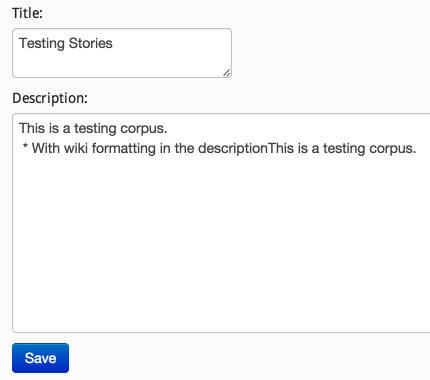 Title:
Testing Stories
Description:
This is a testing corpus.
* With wiki formatting in the descriptionThis is a testing corpus.
Save